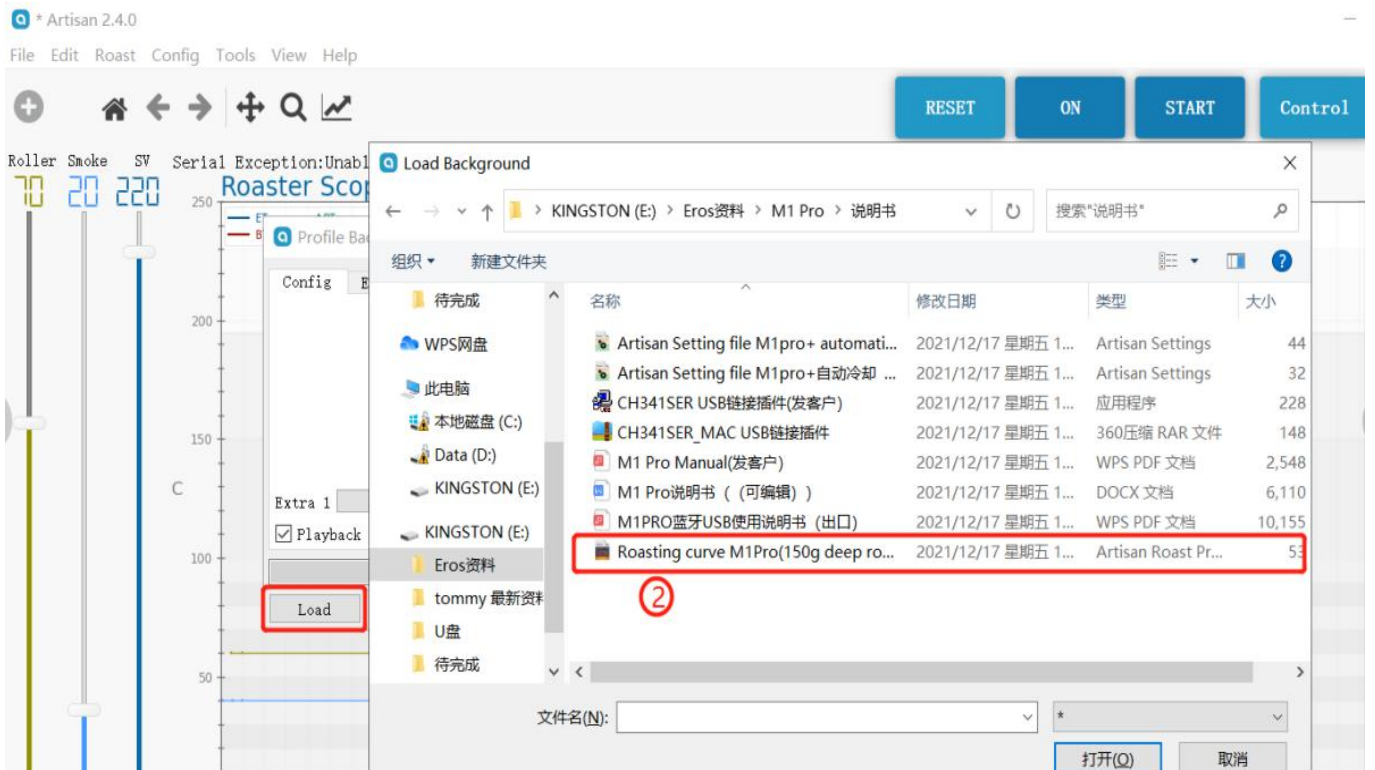 * Artisan 2.4.0
File Edit Roast Config Tools View Help
RESET ON START Control
Roller Smoke SV Serial Exception:Unabl
70 20 220 Roaster Scop
250
200
150
C
100
50
Profile Bac
Config
Extra 1
Playback
Load
Load Background
KINGSTON (E:) > Eros资料 > M1 Pro > 说明书
搜索"说明书"
组织 新建文件夹
待完成
WPS网盘
此电脑
本地磁盘 (C:)
Data (D:)
KINGSTON (E:)
KINGSTON (E:)
Eros资料
tommy 最新资料
U盘
待完成
名称 修改日期 类型 大小
Artisan Setting file M1pro+ automati... 2021/12/17 星期五 1... Artisan Settings 44
Artisan Setting file M1pro+自动冷却 ... 2021/12/17 星期五 1... Artisan Settings 32
CH341SER USB链接插件(发客户) 2021/12/17 星期五 1... 应用程序 228
CH341SER_MAC USB链接插件 2021/12/17 星期五 1... 360压缩 RAR 文件 148
M1 Pro Manual(发客户) 2021/12/17 星期五 1... WPS PDF 文档 2,548
M1 Pro说明书（（可编辑）） 2021/12/17 星期五 1... DOCX 文档 6,110
M1PRO蓝牙USB使用说明书（出口） 2021/12/17 星期五 1... WPS PDF 文档 10,155
Roasting curve M1Pro(150g deep ro... 2021/12/17 星期五 1... Artisan Roast Pr... 53
2
文件名(N): *
打开(O) 取消